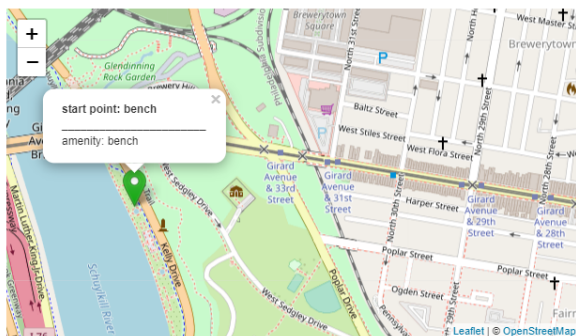 +
−
start point: bench
amenity: bench
×
Glendinning
Rock Garden
Brewerytown
Square
North 31st Street
West Master Str
Brewerytown
P
Baltz Street
West Stiles Street
P
West Flora Street
North 29th Street
North 28th Street
Girard
Avenue
& 33rd
Street
Girard
Avenue
& 31st
Street
Harper Street
Girard
Avenue
& 29th
Street
Girard
Avenue
& 28th
Street
North 30th Street
West Sedgley Drive
Poplar Street
Poplar Street
Kelly Drive
Martin Luther King Jr Drive
Schuylkill River
West Sedgley Drive
Poplar Drive
Ogden Street
I 76
Leaflet | © OpenStreetMap